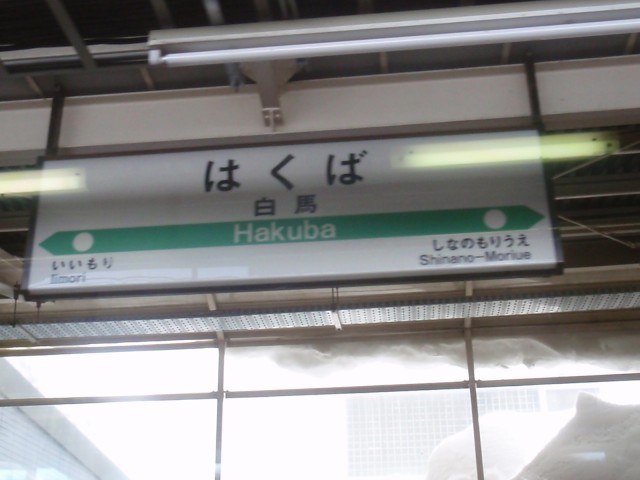 はくば
白馬
Hakuba
いいもり
Iimori
しなのもりうえ
Shinano-Moriue